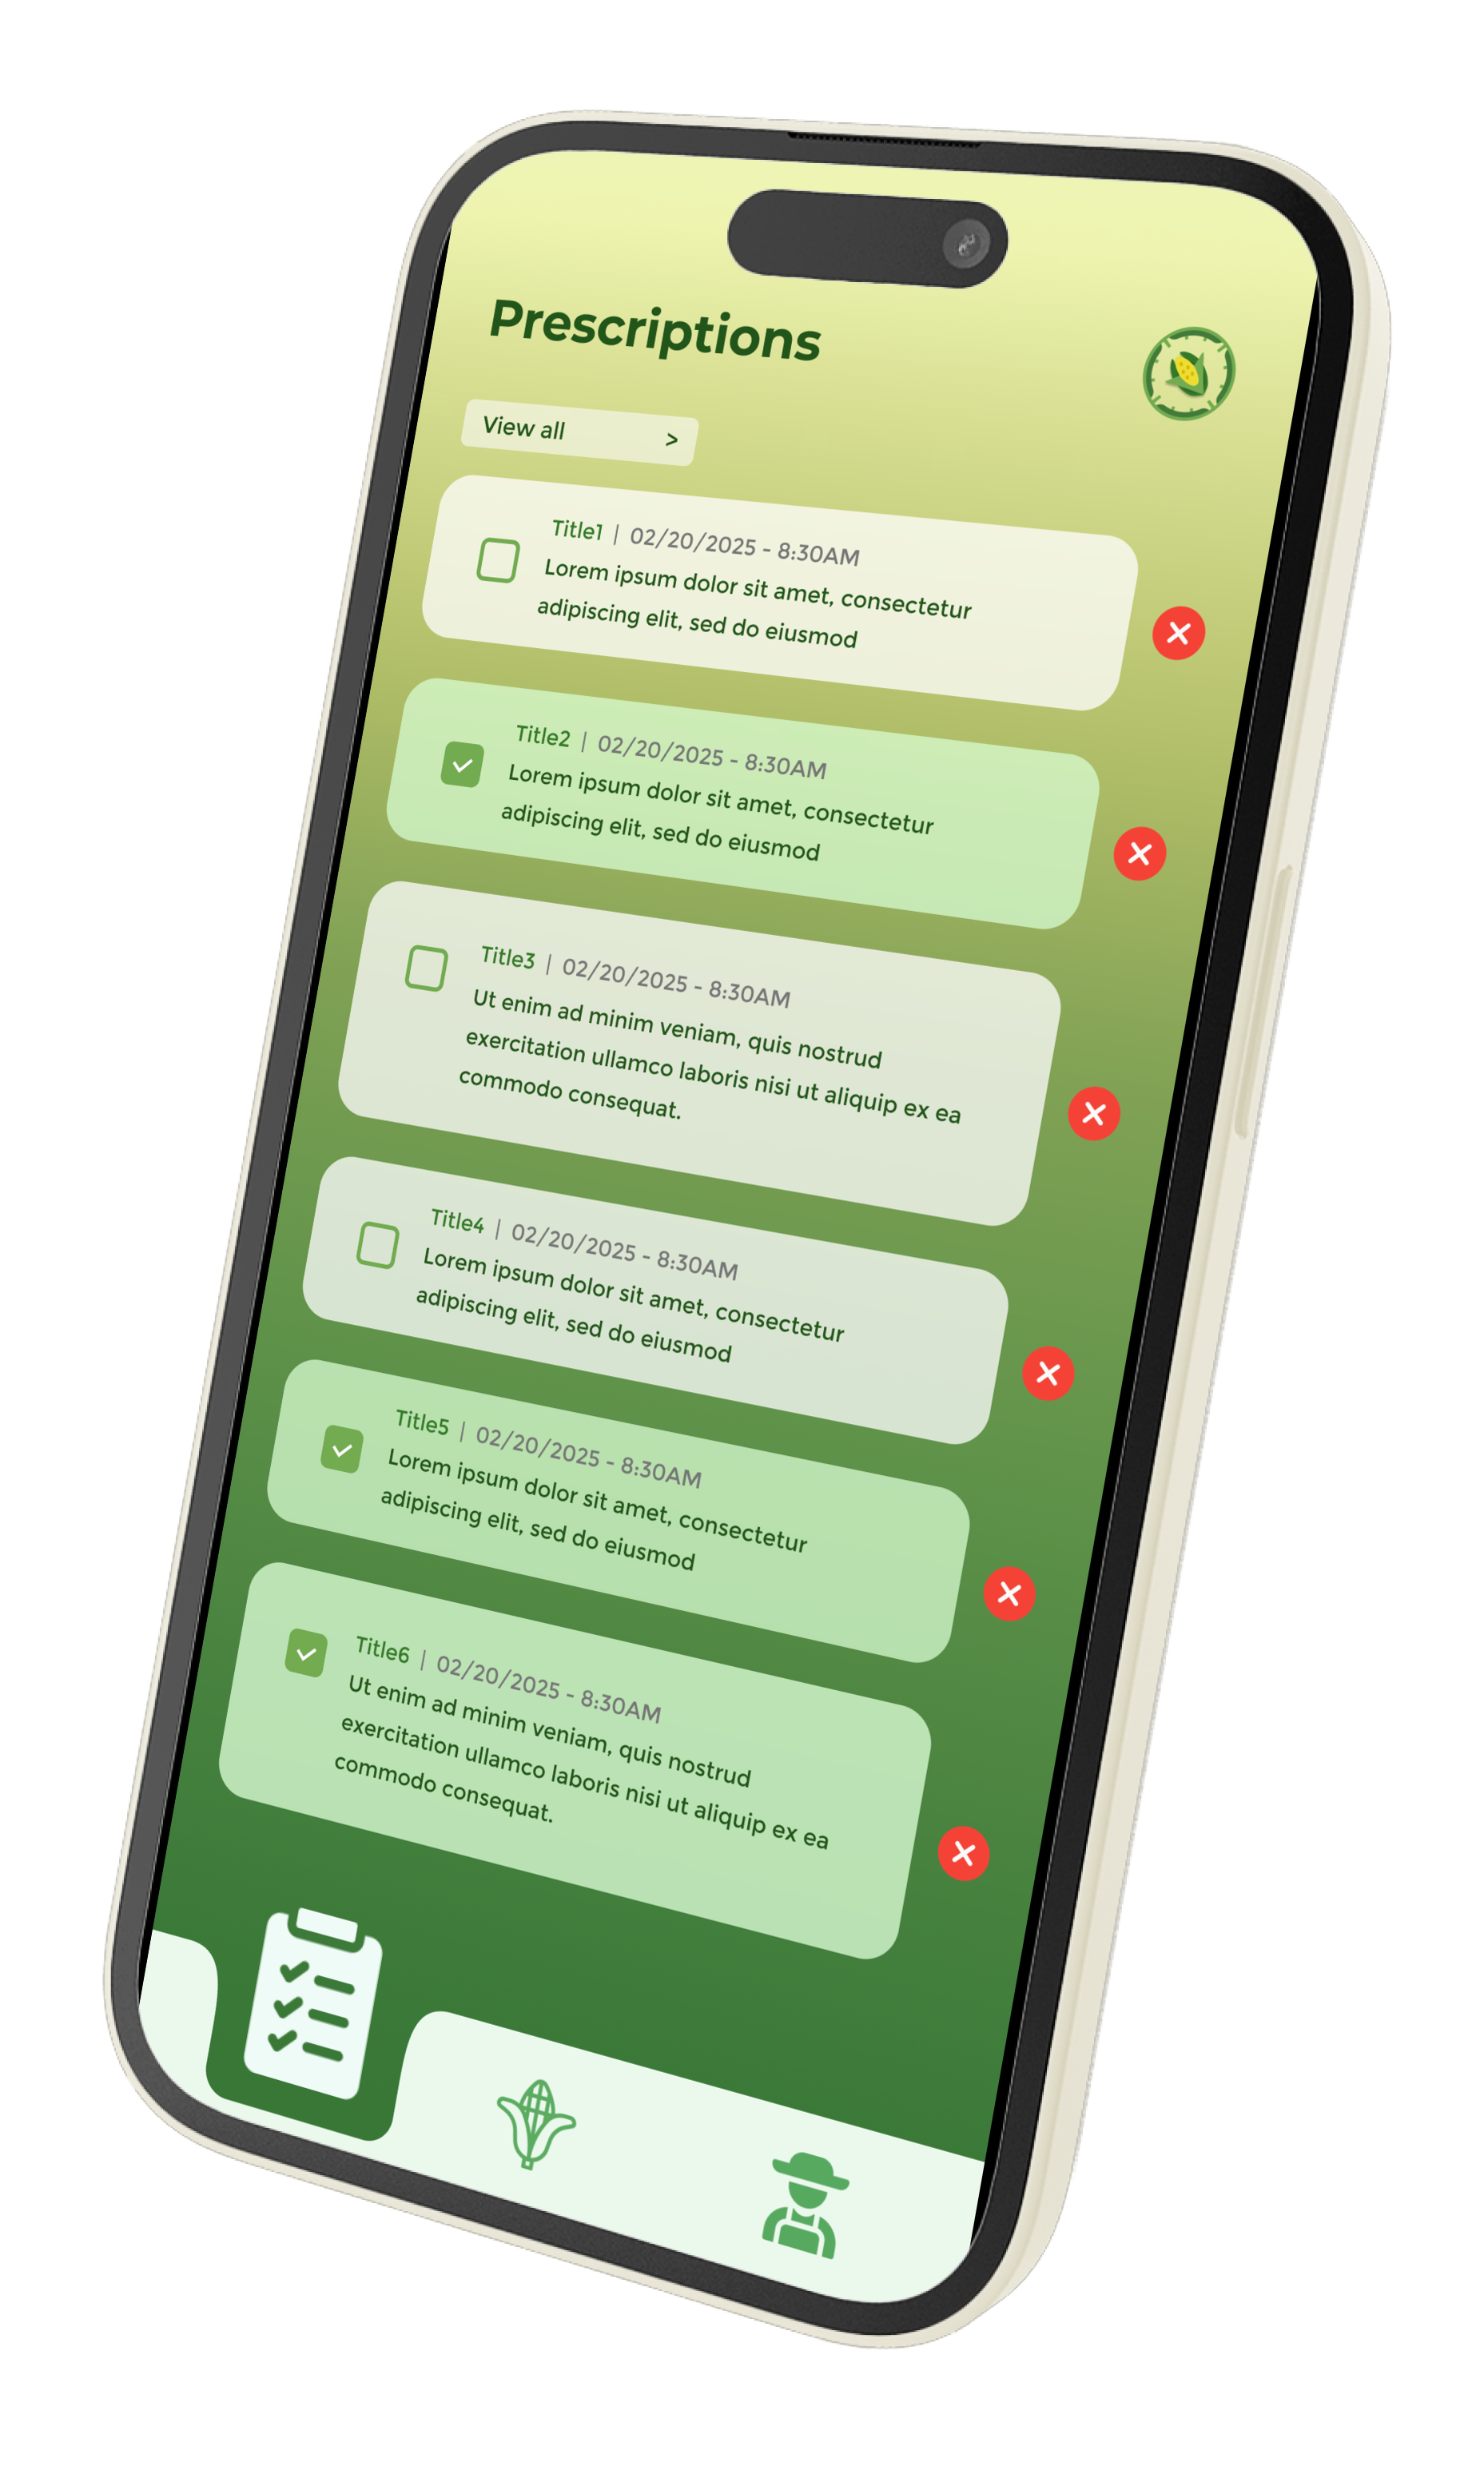 Prescriptions
View all >
Title1 | 02/20/2025 - 8:30AM
Lorem ipsum dolor sit amet, consectetur
adipiscing elit, sed do eiusmod
Title2 | 02/20/2025 - 8:30AM
Lorem ipsum dolor sit amet, consectetur
adipiscing elit, sed do eiusmod
Title3 | 02/20/2025 - 8:30AM
Ut enim ad minim veniam, quis nostrud
exercitation ullamco laboris nisi ut aliquip ex ea
commodo consequat.
Title4 | 02/20/2025 - 8:30AM
Lorem ipsum dolor sit amet, consectetur
adipiscing elit, sed do eiusmod
Title5 | 02/20/2025 - 8:30AM
Lorem ipsum dolor sit amet, consectetur
adipiscing elit, sed do eiusmod
Title6 | 02/20/2025 - 8:30AM
Ut enim ad minim veniam, quis nostrud
exercitation ullamco laboris nisi ut aliquip ex ea
commodo consequat.